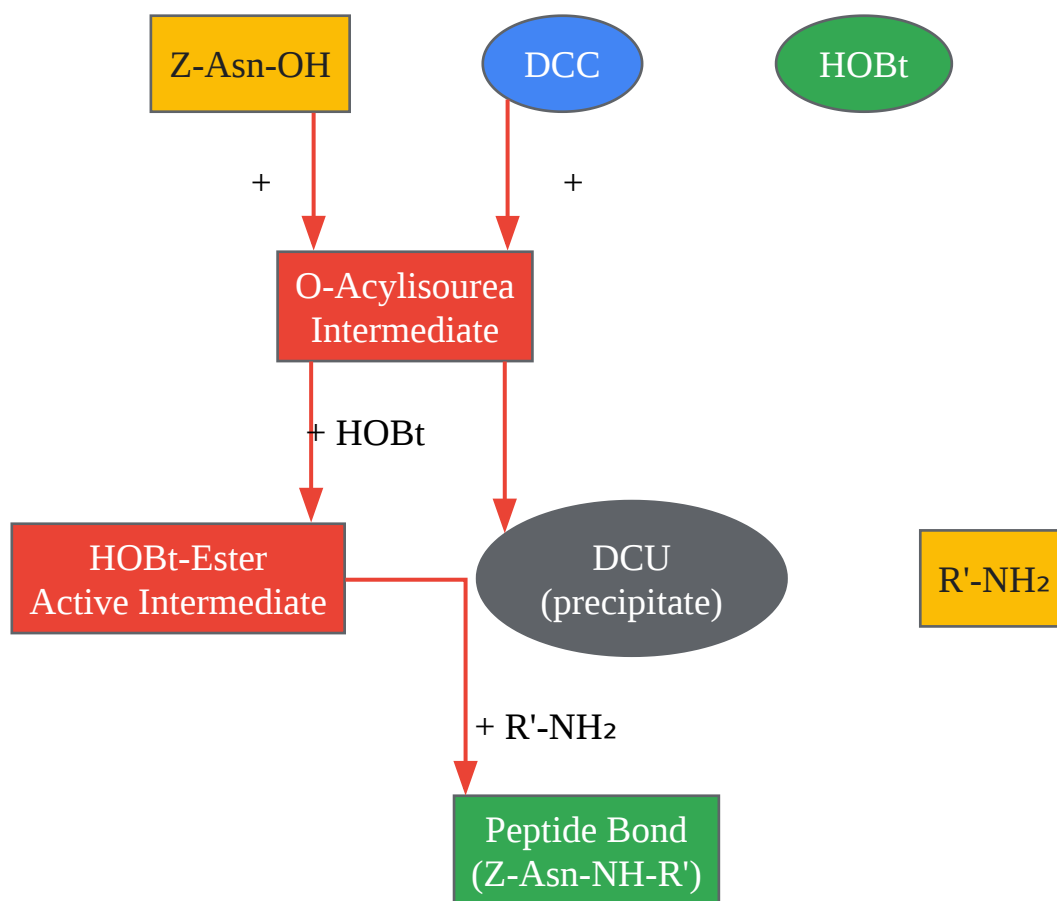 Z-Asn-OH
DCC
HOBt
+
+
O-Acylisourea
Intermediate
+ HOBt
HOBt-Ester
Active Intermediate
DCU
(precipitate)
R'-NH₂
+ R'-NH₂
Peptide Bond
(Z-Asn-NH-R')